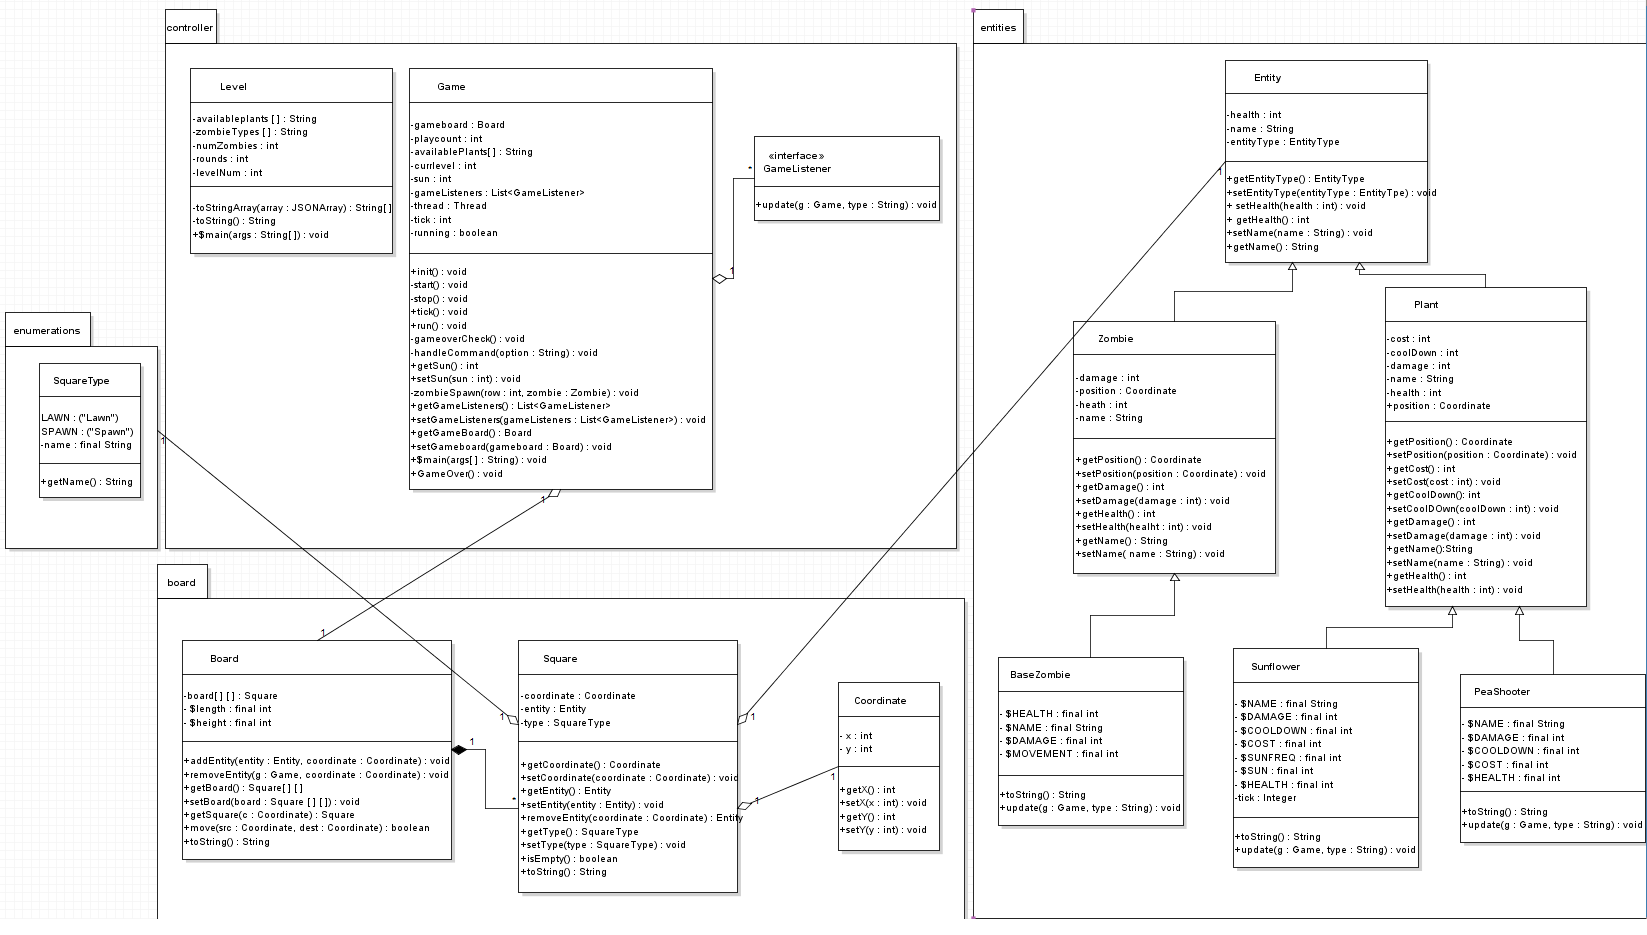 controller
Level
-availableplants [ ] : String
-zombieTypes [ ] : String
-numZombies : int
-rounds : int
-levelNum : int
-toStringArray(array : JSONArray) : String[ ]
-toString() : String
+$main(args : String[ ]) : void
Game
-gameboard : Board
-playcount : int
-availablePlants[ ] : String
-currlevel : int
-sun : int
-gameListeners : List<GameListener>
-thread : Thread
-tick : int
-running : boolean
+init() : void
-start() : void
-stop() : void
+tick() : void
+run() : void
-gameoverCheck() : void
-handleCommand(option : String) : void
+getSun() : int
+setSun(sun : int) : void
-zombieSpawn(row : int, zombie : Zombie) : void
+getGameListeners() : List<GameListener>
+setGameListeners(gameListeners : List<GameListener>) : void
+getGameBoard() : Board
+setGameboard(gameboard : Board) : void
+$main(args[ ] : String) : void
+GameOver() : void
«interface»
GameListener
+update(g : Game, type : String) : void
*
1
1
1
enumerations
SquareType
LAWN : ("Lawn")
SPAWN : ("Spawn")
-name : final String
+getName() : String
1
board
Board
-board[ ] [ ] : Square
- $length : final int
- $height : final int
+addEntity(entity : Entity, coordinate : Coordinate) : void
+removeEntity(g : Game, coordinate : Coordinate) : void
+getBoard() : Square[ ] [ ]
+setBoard(board : Square [ ] [ ]) : void
+getSquare(c : Coordinate) : Square
+move(src : Coordinate, dest : Coordinate) : boolean
+toString() : String
1
*
1
Square
-coordinate : Coordinate
-entity : Entity
-type : SquareType
+getCoordinate() : Coordinate
+setCoordinate(coordinate : Coordinate) : void
+getEntity() : Entity
+setEntity(entity : Entity) : void
+removeEntity(coordinate : Coordinate) : Entity
+getType() : SquareType
+setType(type : SquareType) : void
+isEmpty() : boolean
+toString() : String
1
1
1
Coordinate
- x : int
- y : int
+getX() : int
+setX(x : int) : void
+getY() : int
+setY(y : int) : void
entities
Entity
-health : int
-name : String
-entityType : EntityType
+getEntityType() : EntityType
+setEntityType(entityType : EntityTpe) : void
+ setHealth(health : int) : void
+ getHealth() : int
+setName(name : String) : void
+getName() : String
1
Zombie
-damage : int
-position : Coordinate
-heath : int
-name : String
+getPosition() : Coordinate
+setPosition(position : Coordinate) : void
+getDamage() : int
+setDamage(damage : int) : void
+getHealth() : int
+setHealth(healht : int) : void
+getName() : String
+setName( name : String) : void
Plant
-cost : int
-coolDown : int
-damage : int
-name : String
-health : int
+position : Coordinate
+getPosition() : Coordinate
+setPosition(position : Coordinate) : void
+getCost() : int
+setCost(cost : int) : void
+getCoolDown(): int
+setCoolDOwn(coolDown : int) : void
+getDamage() : int
+setDamage(damage : int) : void
+getName():String
+setName(name : String) : void
+getHealth() : int
+setHealth(health : int) : void
BaseZombie
- $HEALTH : final int
- $NAME : final String
- $DAMAGE : final int
- $MOVEMENT : final int
+toString() : String
+update(g : Game, type : String) : void
Sunflower
- $NAME : final String
- $DAMAGE : final int
- $COOLDOWN : final int
- $COST : final int
- $SUNFREQ : final int
- $SUN : final int
- $HEALTH : final int
-tick : Integer
+toString() : String
+update(g : Game, type : String) : void
PeaShooter
- $NAME : final String
- $DAMAGE : final int
- $COOLDOWN : final int
- $COST : final int
- $HEALTH : final int
+toString() : String
+update(g : Game, type : String) : void